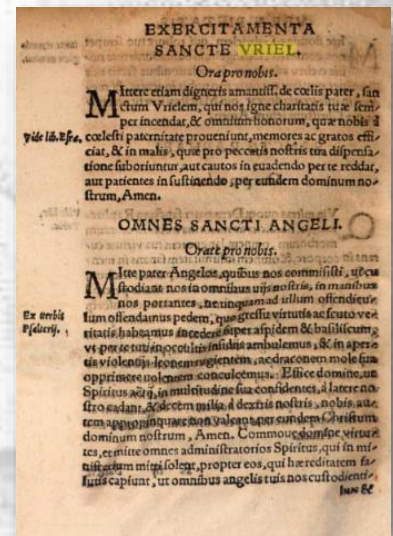 EXERCITAMENTA
SANCTE VRIEL.
Ora pro nobis.
MIttere etiam digneris amantiss. de cœlis pater, san
ctum Vrielem, qui nos igne charitatis tuæ sem-
per incendat, & omnium bonorum, quæ nobis à
Vide lib. Esra. cœlesti paternitate proueniunt, memores ac gratos effi-
ciat, & in malis, quæ pro peccatis nostris tua dispensa-
tione suboriuntur, aut cautos in euadendo per te reddat,
aut patientes in sustinendo, per eundem dominum no-
strum, Amen.
OMNES SANCTI ANGELI.
Orate pro nobis.
MItte pater Angelos, quibus nos commisisti, ut cu
stodiant nos in omnibus uijs nostris, in manibus
nos portantes, ne unquam ad ullum offendicu-
Ex uerbis lum offendamus pedem, quo gressu virtutis ac scuto ve-
Psalterij. ritatis habeamus incedere super aspidem & basiliscum,
vt per te tuti in occultis insidijs ambulemus, & in aper-
tis violentijs leonem rugientem, ac draconem mole sua
opprimere uolentem conculcemus. Effice domine, ut
Spiritus in multitudine sua confidentes, à latere no-
stro cadant, & decem milia à dextris nostris, nobis au-
tem appropinquare non valeant, per eundem Christum
dominum nostrum, Amen. Commoue domine virtu-
tes, et mitte omnes administratorios Spiritus, qui in mi-
nisterium mitti solent, propter eos, qui hæreditatem sa-
lutis capiunt, ut omnibus angelis tuis nos custodienti-